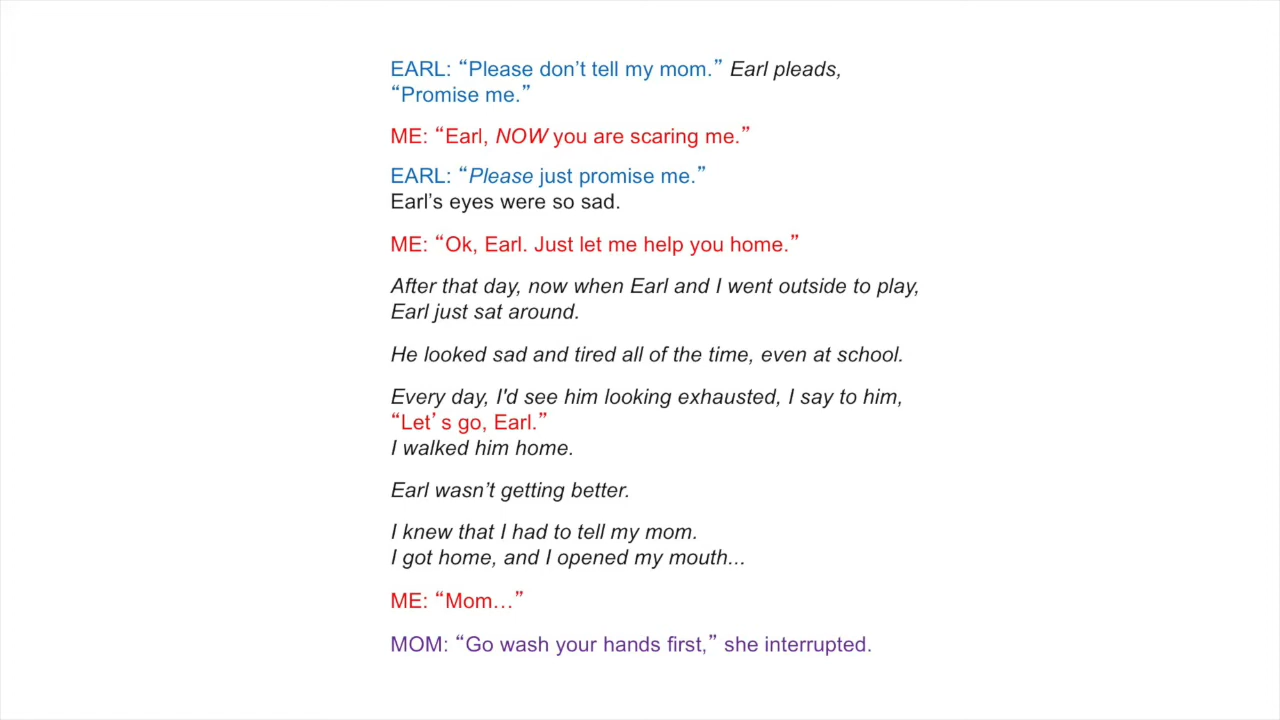 EARL: “Please don’t tell my mom.” Earl pleads,
“Promise me.”
ME: “Earl, NOW you are scaring me.”
EARL: “Please just promise me.”
Earl’s eyes were so sad.
ME: “Ok, Earl. Just let me help you home.”
After that day, now when Earl and I went outside to play,
Earl just sat around.
He looked sad and tired all of the time, even at school.
Every day, I'd see him looking exhausted, I say to him,
“Let’s go, Earl.”
I walked him home.
Earl wasn’t getting better.
I knew that I had to tell my mom.
I got home, and I opened my mouth...
ME: “Mom…”
MOM: “Go wash your hands first,” she interrupted.